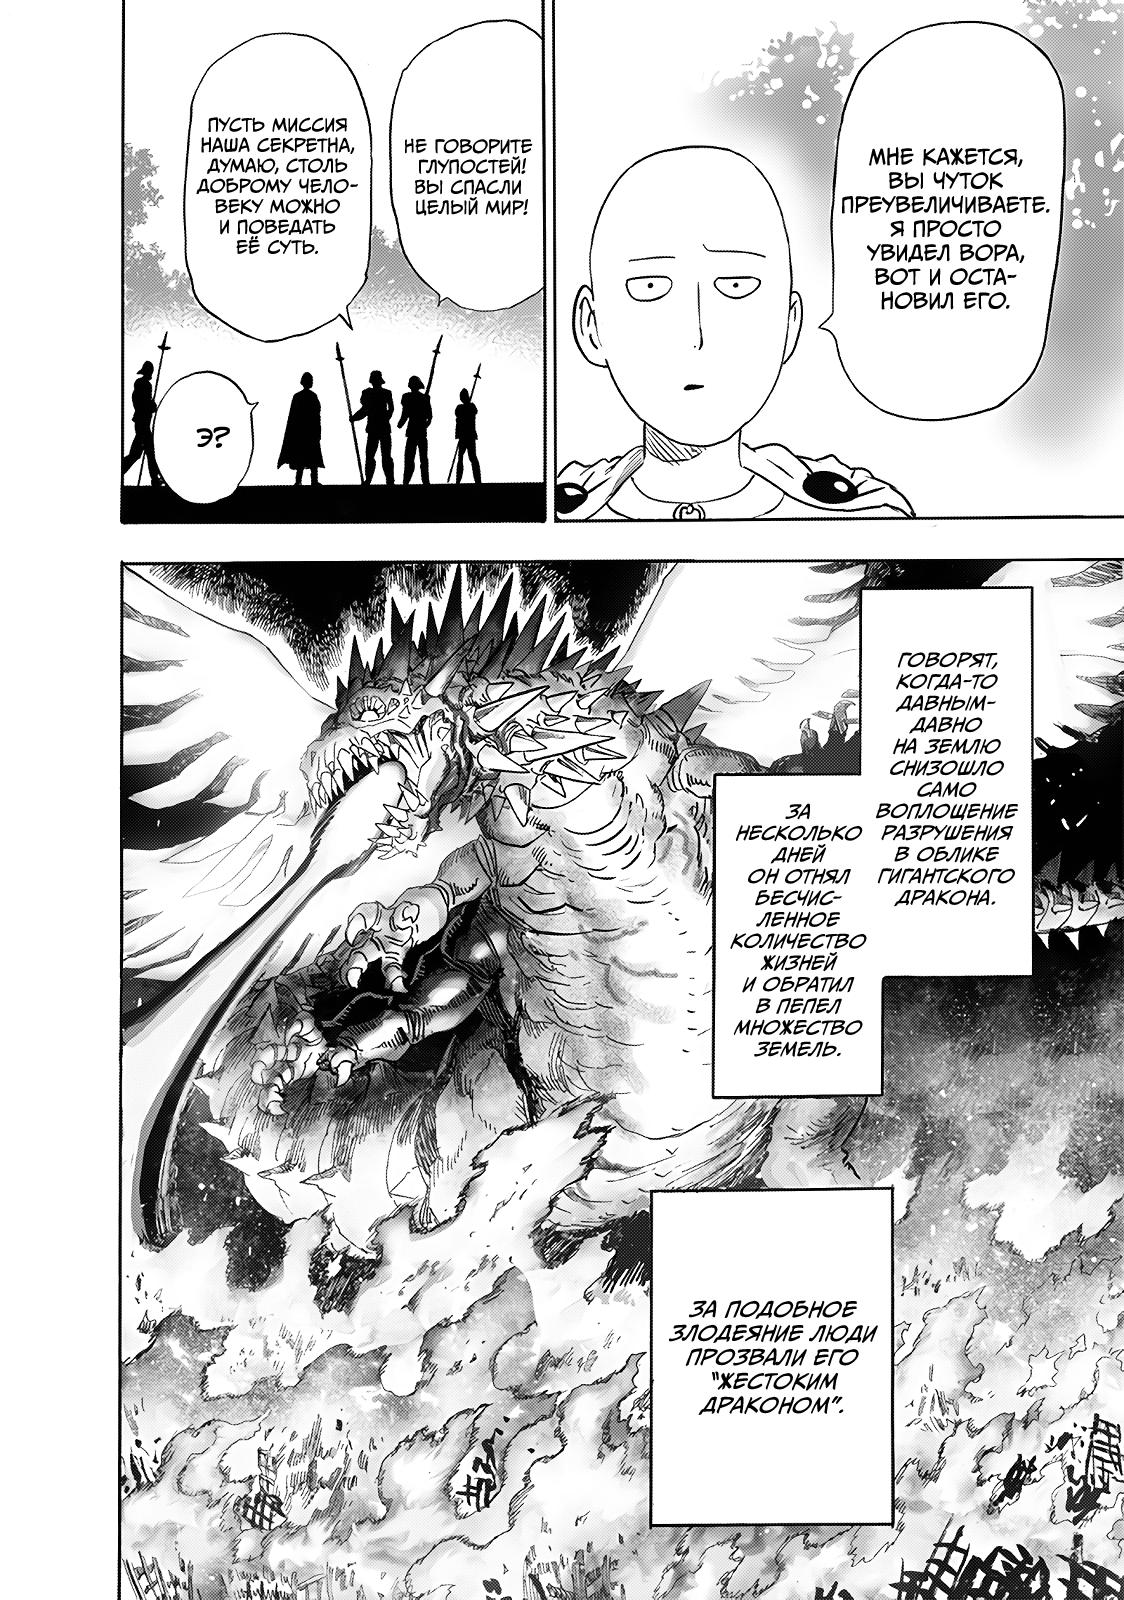 МНЕ КАЖЕТСЯ,
ВЫ ЧУТОК
ПРЕУВЕЛИЧИВАЕТЕ.
Я ПРОСТО
УВИДЕЛ ВОРА,
ВОТ И ОСТА-
НОВИЛ ЕГО.
НЕ ГОВОРИТЕ
ГЛУПОСТЕЙ!
ВЫ СПАСЛИ
ЦЕЛЫЙ МИР!
ПУСТЬ МИССИЯ
НАША СЕКРЕТНА,
ДУМАЮ, СТОЛЬ
ДОБРОМУ ЧЕЛО-
ВЕКУ МОЖНО
И ПОВЕДАТЬ
ЕЁ СУТЬ.
Э?
ГОВОРЯТ,
КОГДА-ТО
ДАВНЫМ-
ДАВНО
НА ЗЕМЛЮ
СНИЗОШЛО
САМО
ВОПЛОЩЕНИЕ
РАЗРУШЕНИЯ
В ОБЛИКЕ
ГИГАНТСКОГО
ДРАКОНА.
ЗА
НЕСКОЛЬКО
ДНЕЙ
ОН ОТНЯЛ
БЕСЧИС-
ЛЕННОЕ
КОЛИЧЕСТВО
ЖИЗНЕЙ
И ОБРАТИЛ
В ПЕПЕЛ
МНОЖЕСТВО
ЗЕМЕЛЬ.
ЗА ПОДОБНОЕ
ЗЛОДЕЯНИЕ ЛЮДИ
ПРОЗВАЛИ ЕГО
"ЖЕСТОКИМ
ДРАКОНОМ".